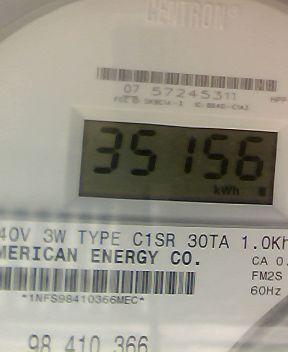 CENTRON®
07 57245311
35156
kWh
40V 3W TYPE C1SR 30TA 1.0Kh
MERICAN ENERGY CO.
CA 0.
FM2S
60Hz
*1NFS98410366MEC*
98 410 366